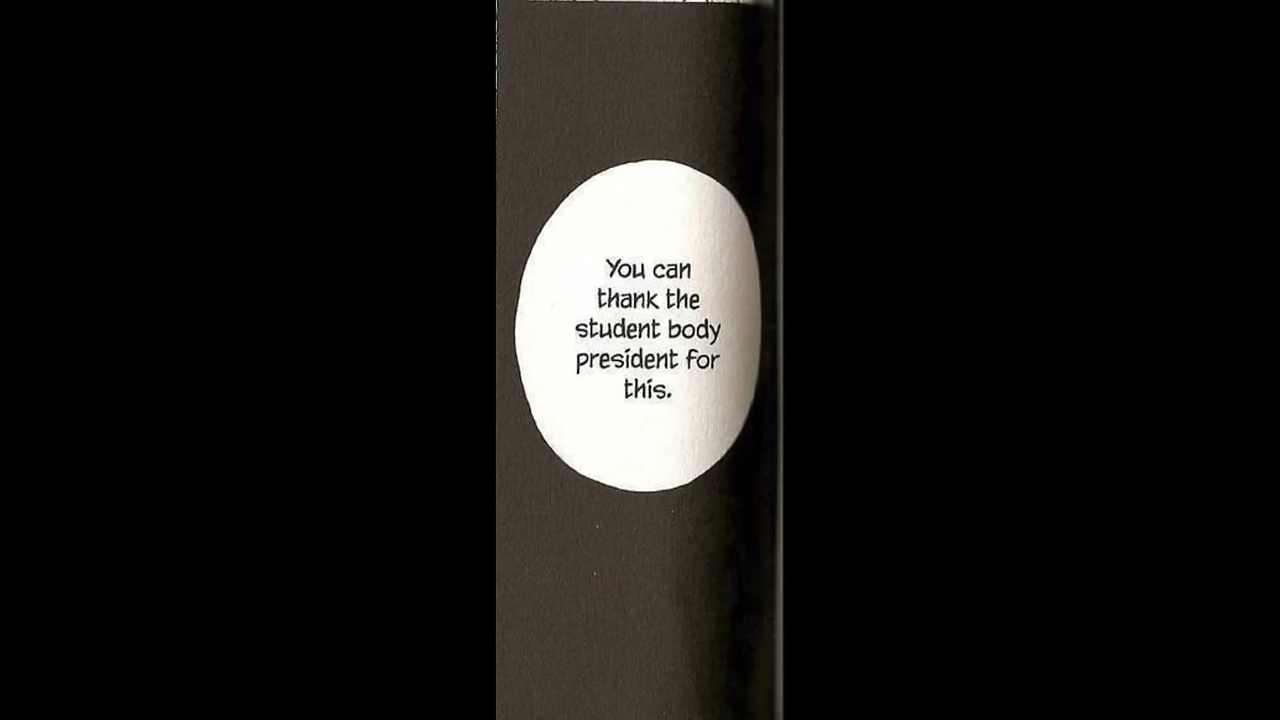 You can
thank the
student body
president for
this.